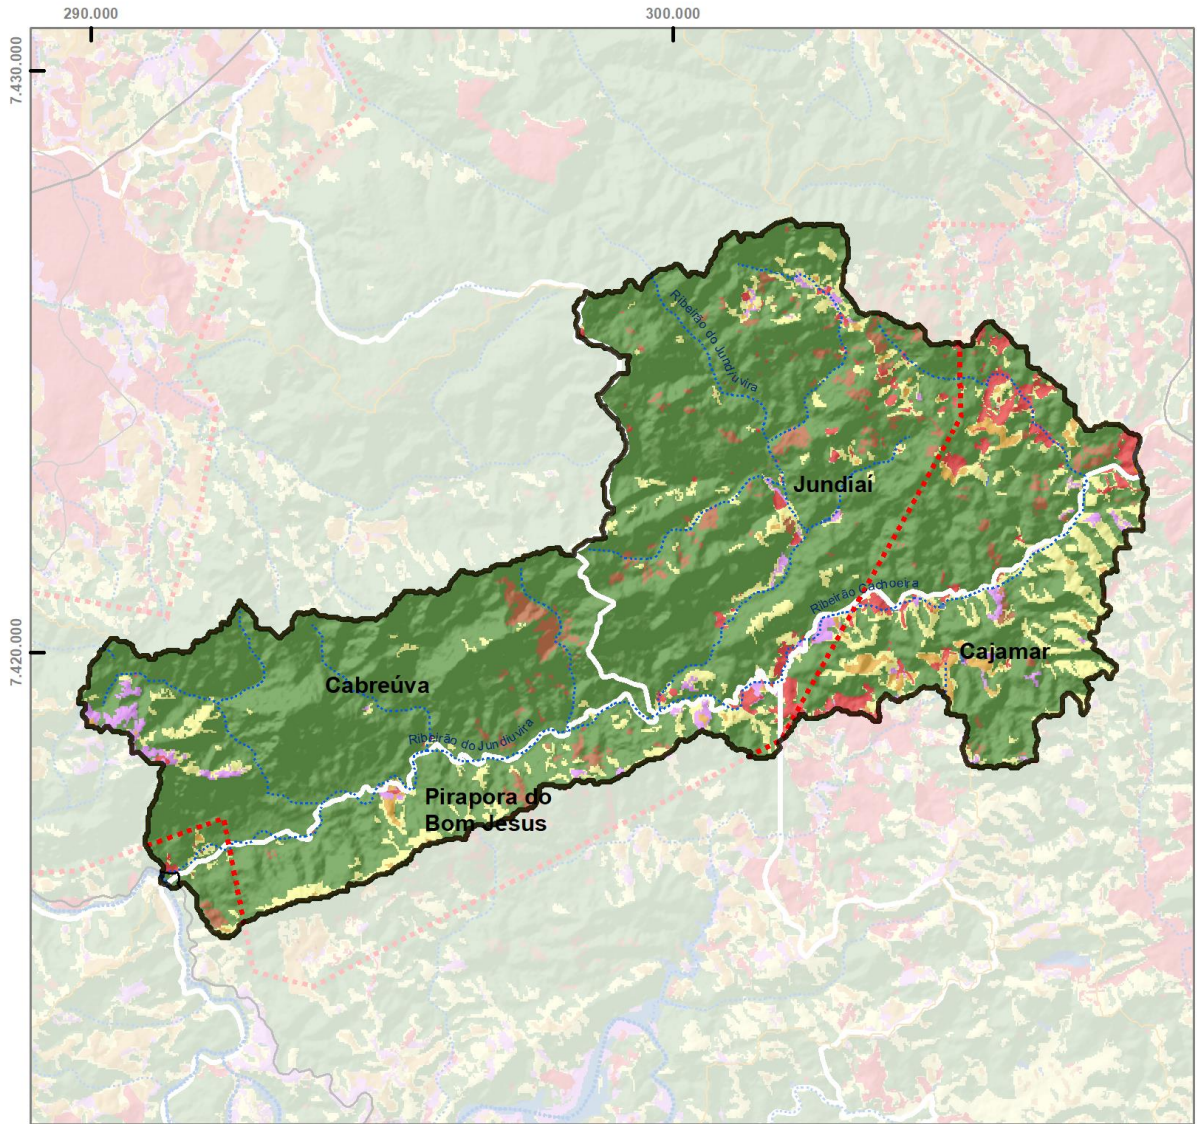 290.000
300.000
7.430.000
7.420.000
Ribeirão do Jundiuvira
Jundiaí
Ribeirão Cachoeira
Cajamar
Cabreúva
Ribeirão do Jundiuvira
Pirapora do
Bom Jesus